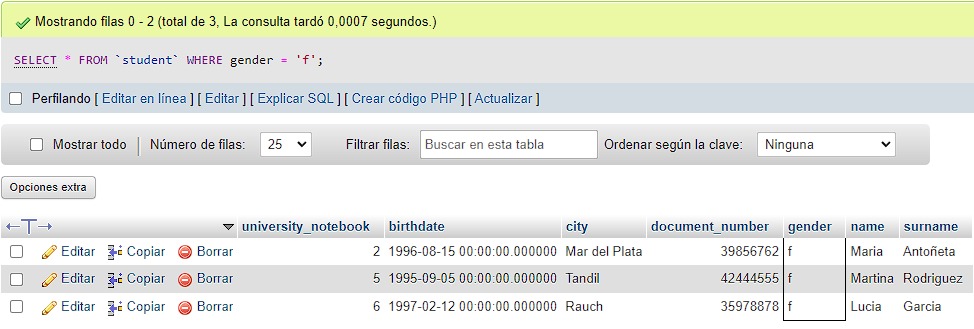 Mostrando filas 0 - 2 (total de 3, La consulta tardó 0,0007 segundos.)
SELECT * FROM `student` WHERE gender = 'f';
Perfilando [ Editar en línea ] [ Editar ] [ Explicar SQL ] [ Crear código PHP ] [ Actualizar ]
Mostrar todo | Número de filas: 25 Filtrar filas: Buscar en esta tabla Ordenar según la clave: Ninguna
Opciones extra
university_notebook birthdate city document_number gender name surname
Editar Copiar Borrar 2 1996-08-15 00:00:00.000000 Mar del Plata 39856762 f Maria Antoñeta
Editar Copiar Borrar 5 1995-09-05 00:00:00.000000 Tandil 42444555 f Martina Rodriguez
Editar Copiar Borrar 6 1997-02-12 00:00:00.000000 Rauch 35978878 f Lucia Garcia